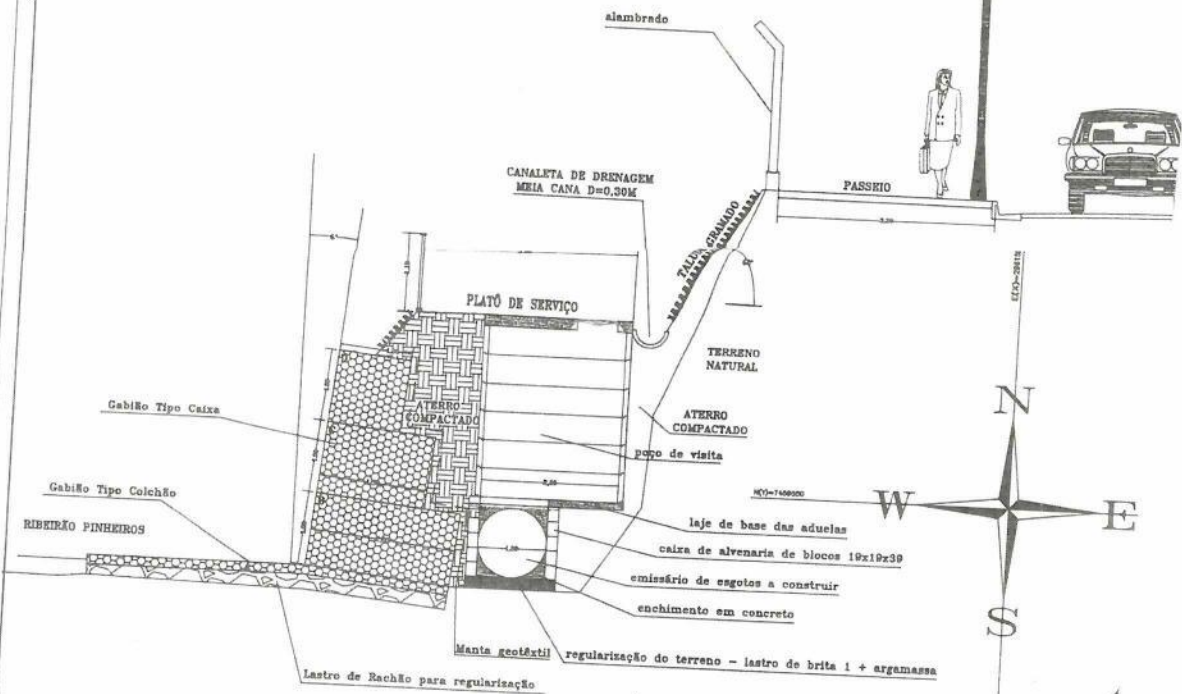 alambrado
CANALETA DE DRENAGEM
MEIA CANA D=0,30M
PASSEIO
TALUDE GRAMADO
PLATÔ DE SERVIÇO
TERRENO
NATURAL
Gabião Tipo Caixa
ATERRO
COMPACTADO
ATERRO
COMPACTADO
poço de visita
N
Gabião Tipo Colchão
W
E
RIBEIRÃO PINHEIROS
laje de base das aduelas
caixa de alvenaria de blocos 19x19x39
emissário de esgotos a construir
enchimento em concreto
S
Manta geotêxtil
regularização do terreno - lastro de brita 1 + argamassa
Lastro de Rachão para regularização